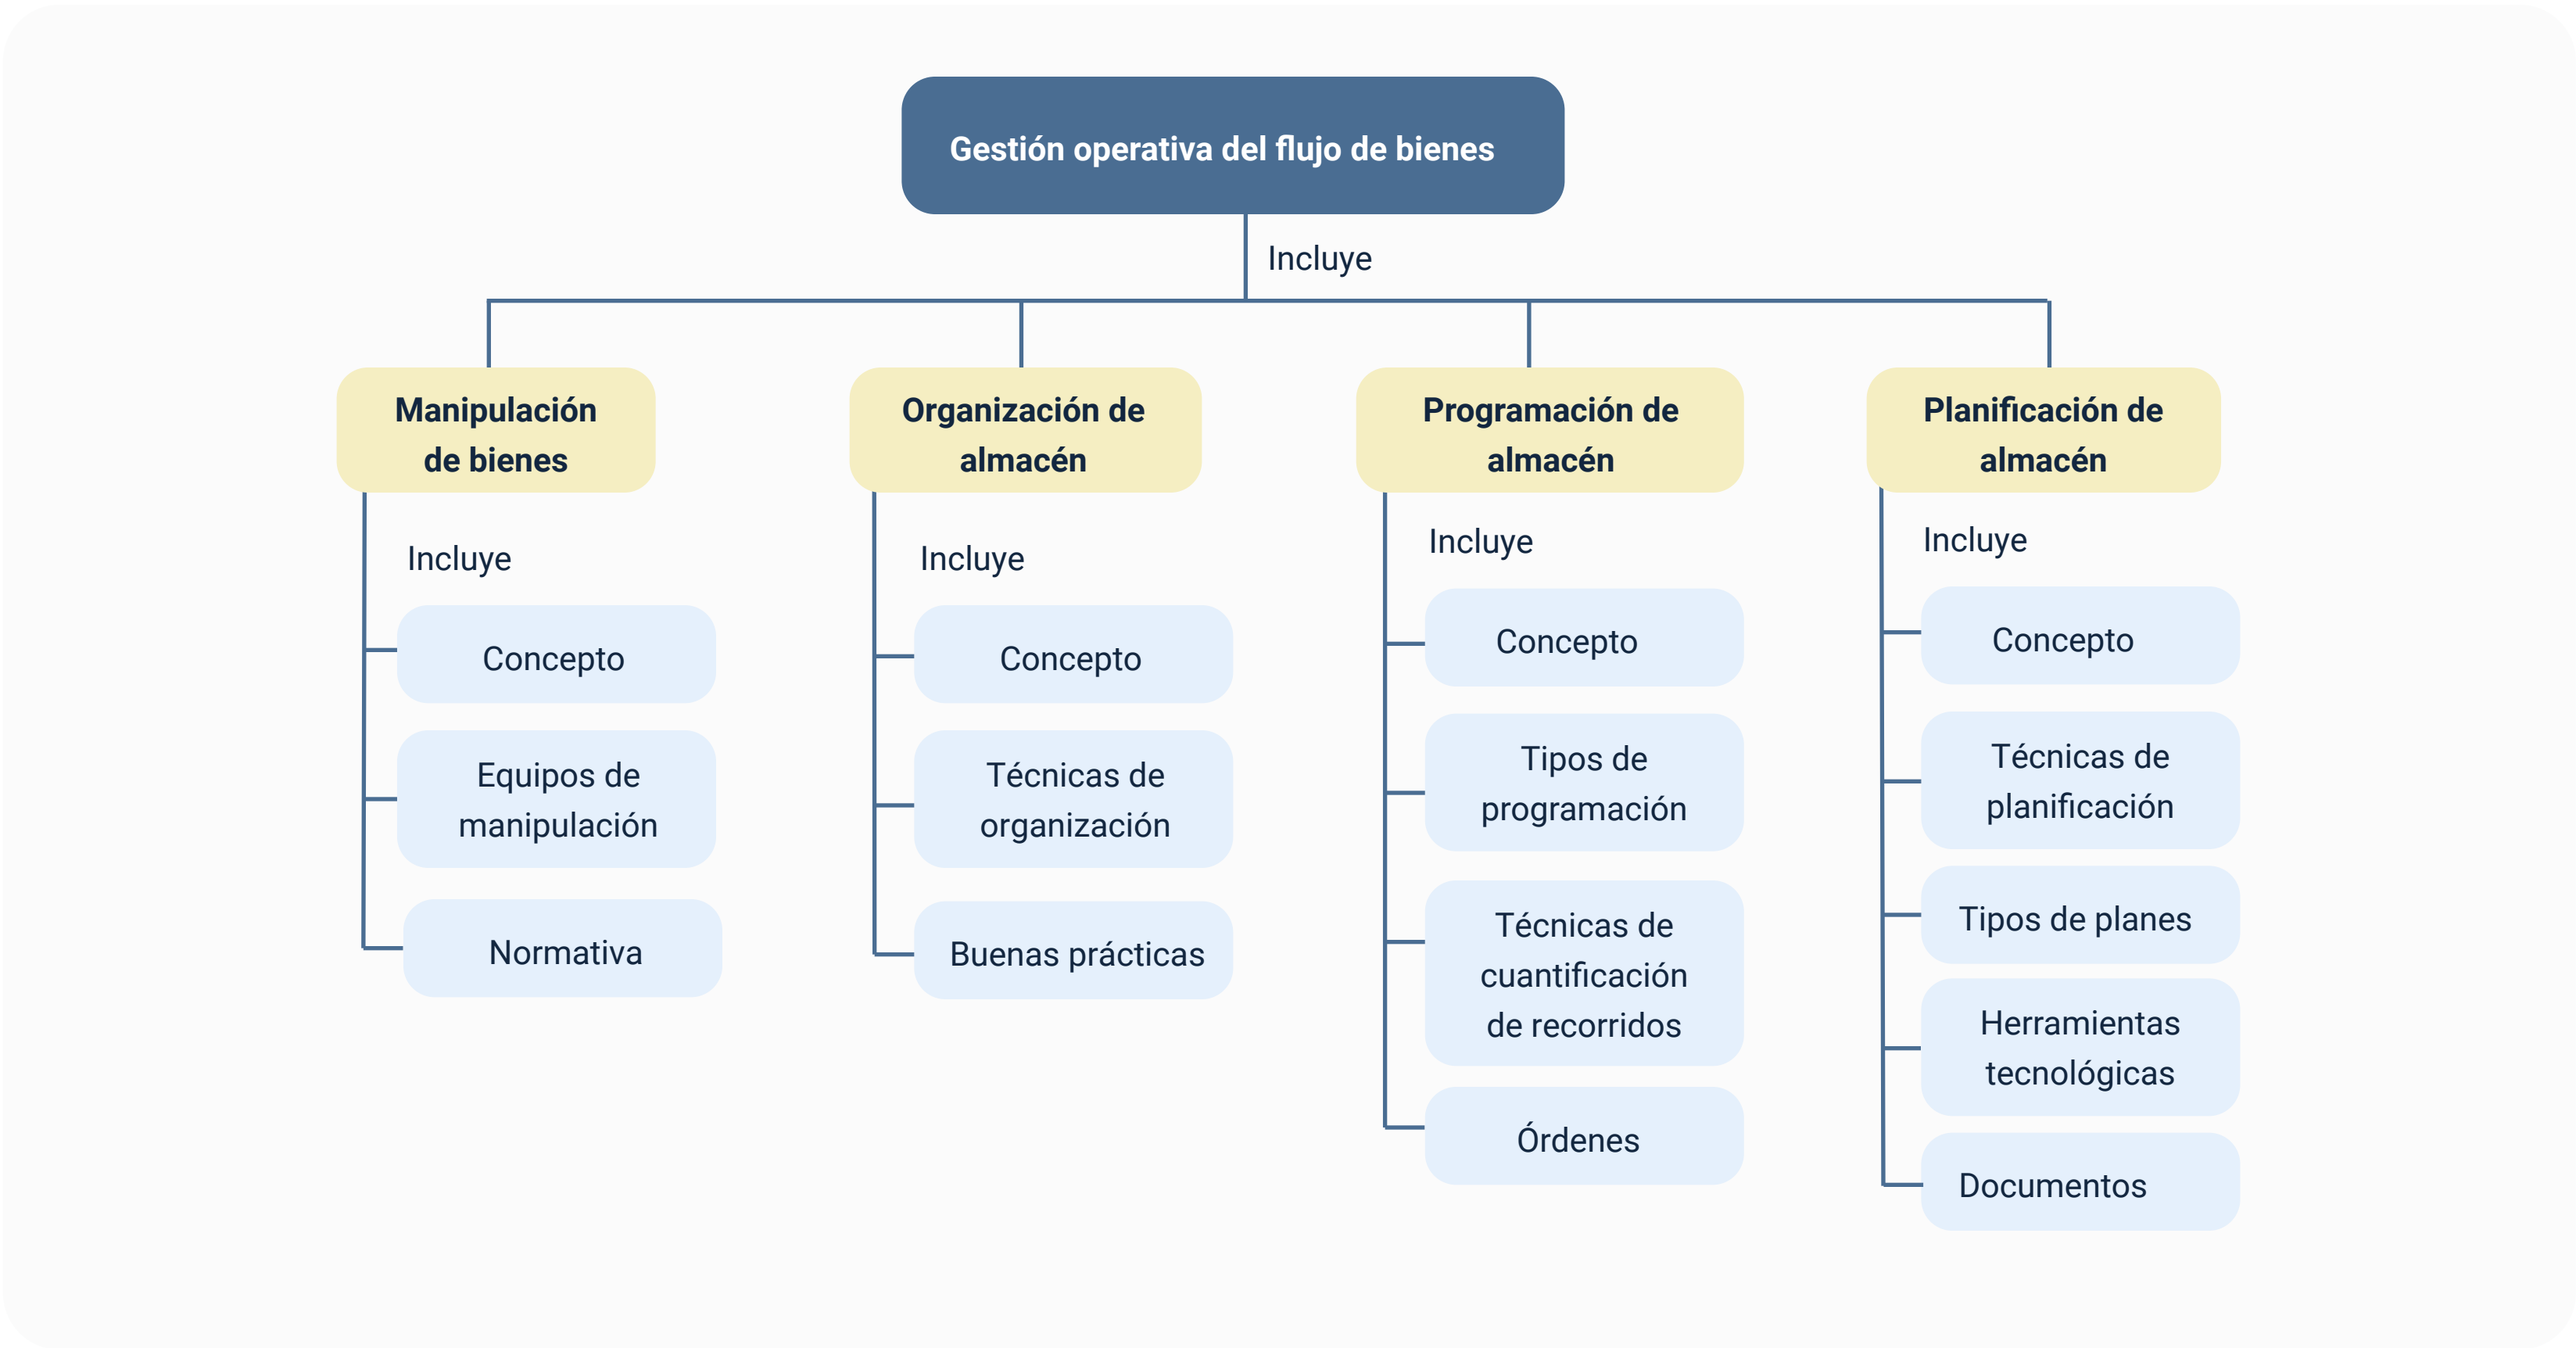 Gestión operativa del flujo de bienes
Incluye
Manipulación
de bienes
Incluye
Concepto
Equipos de
manipulación
Normativa
Organización de
almacén
Incluye
Concepto
Técnicas de
organización
Buenas prácticas
Programación de
almacén
Incluye
Concepto
Tipos de
programación
Técnicas de
cuantificación
de recorridos
Órdenes
Planificación de
almacén
Incluye
Concepto
Técnicas de
planificación
Tipos de planes
Herramientas
tecnológicas
Documentos